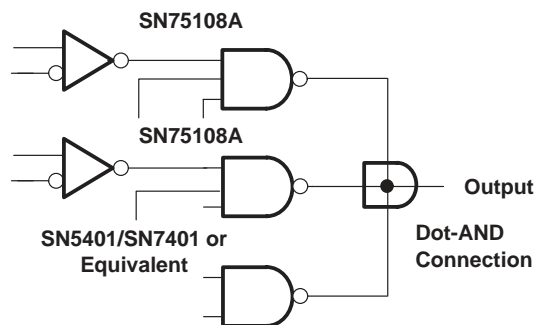 SN75108A
SN75108A
Output
SN5401/SN7401 or
Equivalent
Dot-AND
Connection